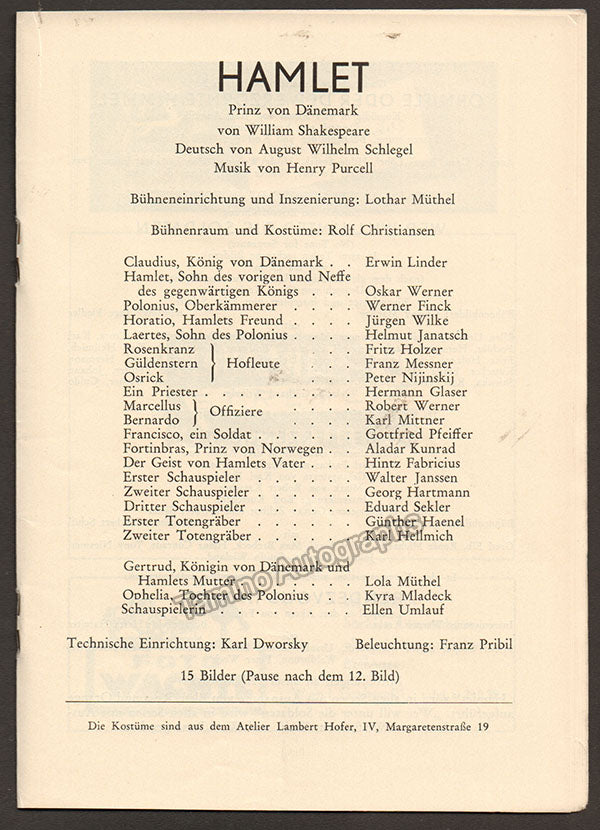 HAMLET
Prinz von Dänemark
von William Shakespeare
Deutsch von August Wilhelm Schlegel
Musik von Henry Purcell
Bühneneinrichtung und Inszenierung: Lothar Müthel
Bühnenraum und Kostüme: Rolf Christiansen
Claudius, König von Dänemark . . Erwin Linder
Hamlet, Sohn des vorigen und Neffe
des gegenwärtigen Königs . . . Oskar Werner
Polonius, Oberkämmerer . . . . Werner Finck
Horatio, Hamlets Freund . . . . Jürgen Wilke
Laertes, Sohn des Polonius . . . . Helmut Janatsch
Rosenkranz . . . . Fritz Holzer
Güldenstern } Hofleute . . . . Franz Messner
Osrick . . . . Peter Nijinskij
Ein Priester . . . . . . . . . Hermann Glaser
Marcellus } Offiziere . . . . Robert Werner
Bernardo . . . . Karl Mittner
Francisco, ein Soldat . . . . . . Gottfried Pfeiffer
Fortinbras, Prinz von Norwegen . . Aladar Kunrad
Der Geist von Hamlets Vater . . . Hintz Fabricius
Erster Schauspieler . . . . . . Walter Janssen
Zweiter Schauspieler . . . . . . Georg Hartmann
Dritter Schauspieler . . . . . . Eduard Sekler
Erster Totengräber . . . . . . Günther Haenel
Zweiter Totengräber . . . . . . Karl Hellmich
Gertrud, Königin von Dänemark und
Hamlets Mutter . . . . . . . Lola Müthel
Ophelia, Tochter des Polonius . . . Kyra Mladeck
Schauspielerin . . . . . . . . Ellen Umlauf
Tamino Autographs
Technische Einrichtung: Karl Dworsky Beleuchtung: Franz Pribil
15 Bilder (Pause nach dem 12. Bild)
Die Kostüme sind aus dem Atelier Lambert Hofer, IV, Margaretenstraße 19